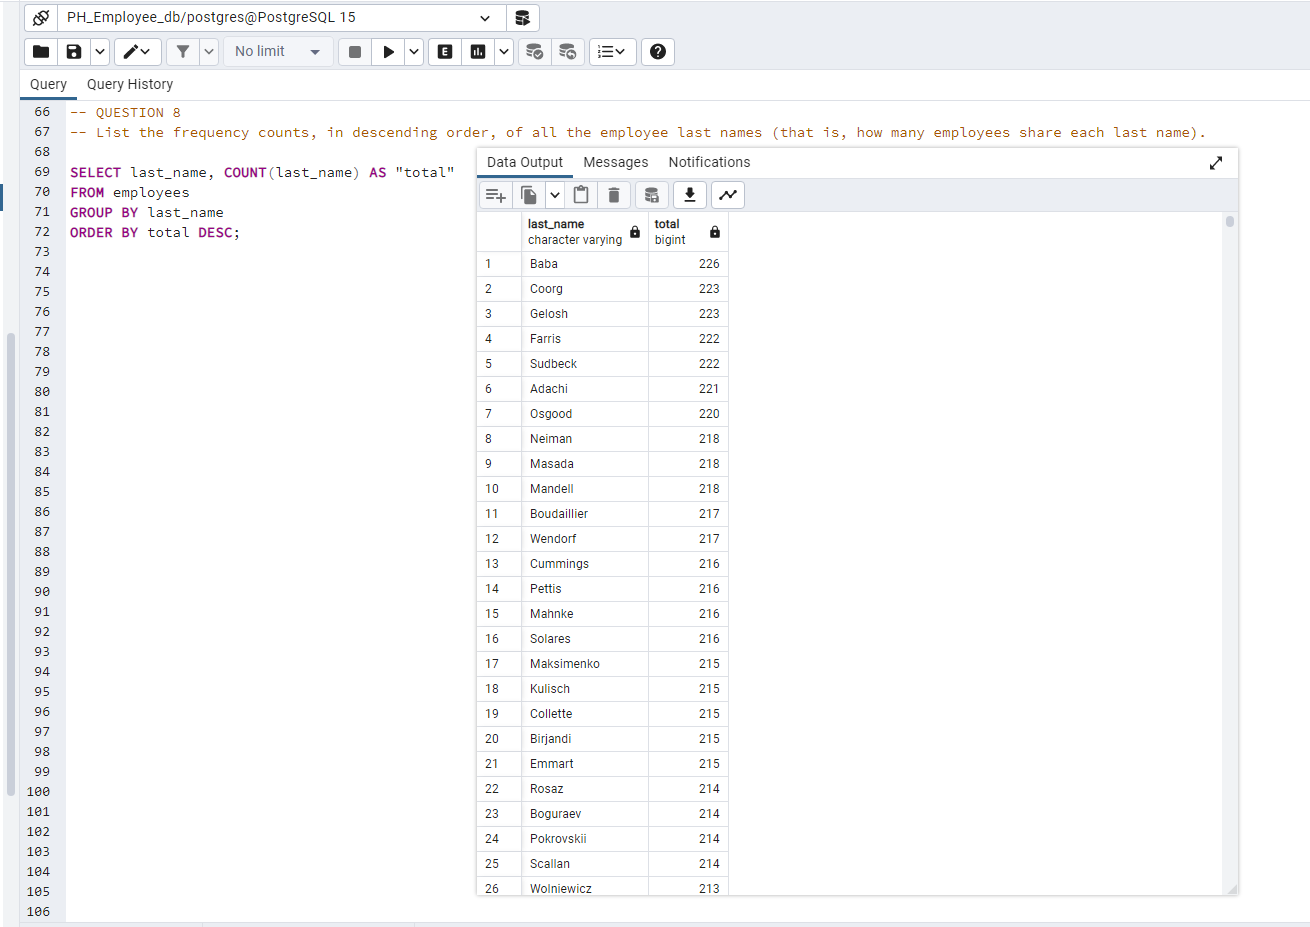 PH_Employee_db/postgres@PostgreSQL 15
No limit
E
Query Query History
66 -- QUESTION 8
67 -- List the frequency counts, in descending order, of all the employee last names (that is, how many employees share each last name).
68
69 SELECT last_name, COUNT(last_name) AS "total"
70 FROM employees
71 GROUP BY last_name
72 ORDER BY total DESC;
73
74
75
76
77
78
79
80
81
82
83
84
85
86
87
88
89
90
91
92
93
94
95
96
97
98
99
100
101
102
103
104
105
106
Data Output Messages Notifications
last_name total
character varying bigint
1 Baba 226
2 Coorg 223
3 Gelosh 223
4 Farris 222
5 Sudbeck 222
6 Adachi 221
7 Osgood 220
8 Neiman 218
9 Masada 218
10 Mandell 218
11 Boudaillier 217
12 Wendorf 217
13 Cummings 216
14 Pettis 216
15 Mahnke 216
16 Solares 216
17 Maksimenko 215
18 Kulisch 215
19 Collette 215
20 Birjandi 215
21 Emmart 215
22 Rosaz 214
23 Boguraev 214
24 Pokrovskii 214
25 Scallan 214
26 Wolniewicz 213